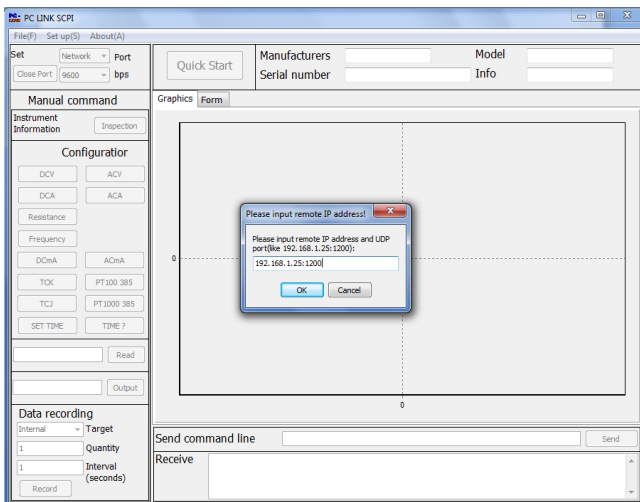 PC LINK SCPI
File(F) Set up(S) About(A)
Set Network Port
Close Port 9600 bps
Quick Start
Manufacturers Model
Serial number Info
Manual command
Graphics Form
Instrument
Information Inspection
Configuratior
DCV ACV
DCA ACA
Resistance
Frequency
DCmA ACmA
TCK PT100 385
TCJ PT1000 385
SET TIME TIME ?
Read
Output
Data recording
Internal Target
1 Quantity
1 Interval
(seconds)
Record
0
0
Please input remote IP address!
Please input remote IP address and UDP
port(like 192.168.1.25:1200):
192.168.1.25:1200
OK Cancel
Send command line Send
Receive